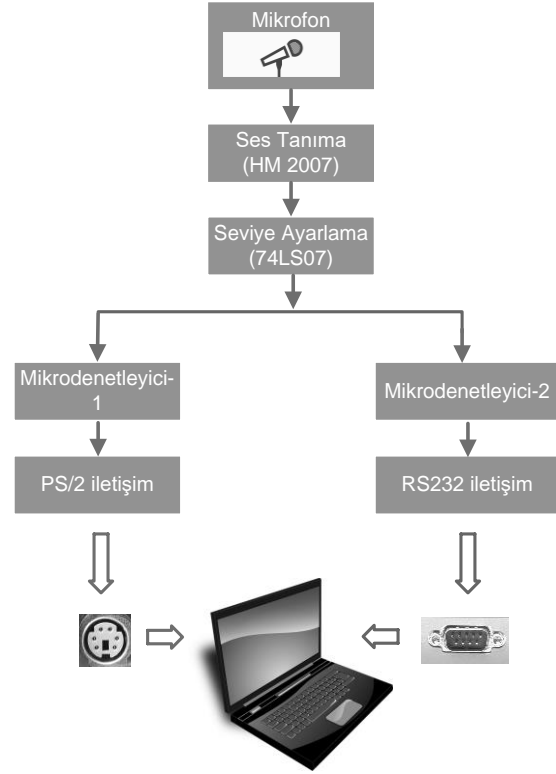 Mikrofon
Ses Tanıma
(HM 2007)
Seviye Ayarlama
(74LS07)
Mikrodenetleyici-
1
Mikrodenetleyici-2
PS/2 iletişim
RS232 iletişim